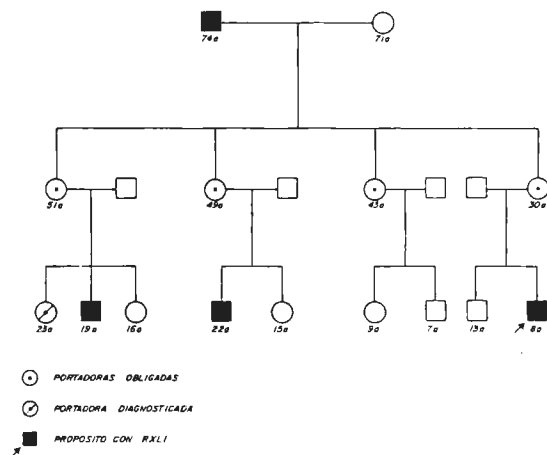 74a 71a
51a 49a 43a 30a
23a 19a 16a 22a 15a 9a 7a 13a 8a
PORTADORAS OBLIGADAS
PORTADORA DIAGNOSTICADA
PROPOSITO CON RXLI